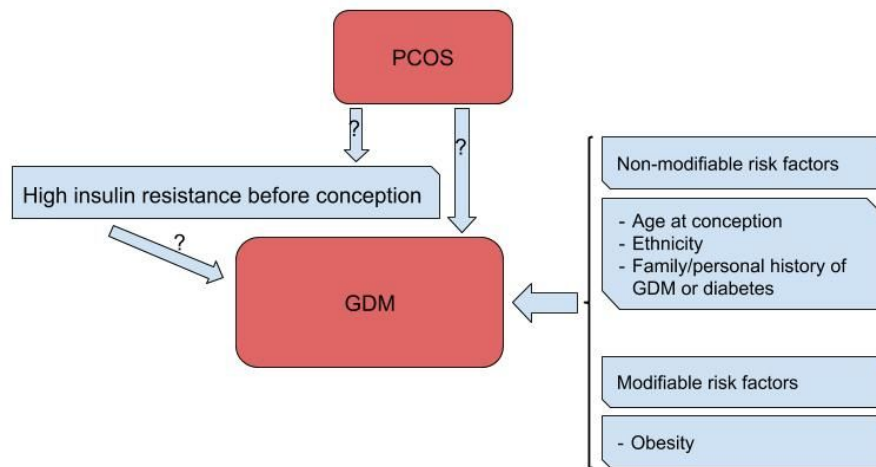 PCOS
?
?
High insulin resistance before conception
?
GDM
Non-modifiable risk factors
- Age at conception
- Ethnicity
- Family/personal history of
GDM or diabetes
Modifiable risk factors
- Obesity